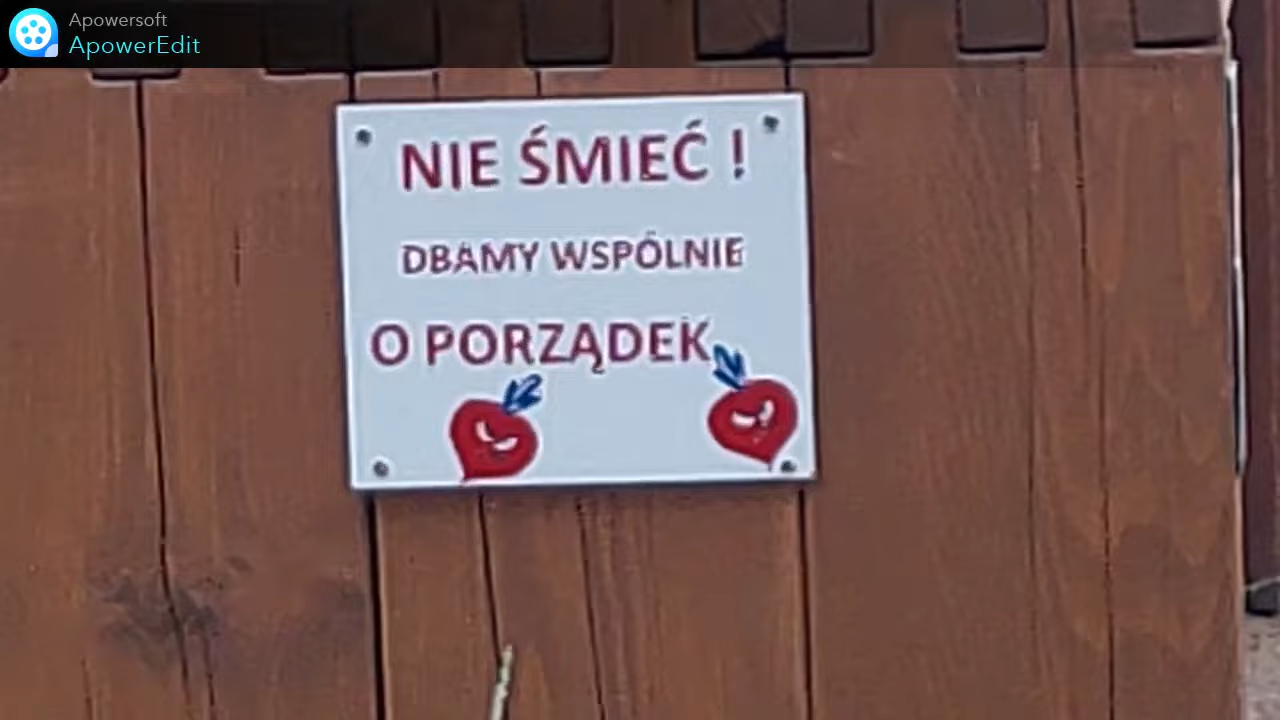 Apowersoft
ApowerEdit
NIE ŚMIEĆ !
DBAMY WSPÓLNIE
O PORZĄDEK